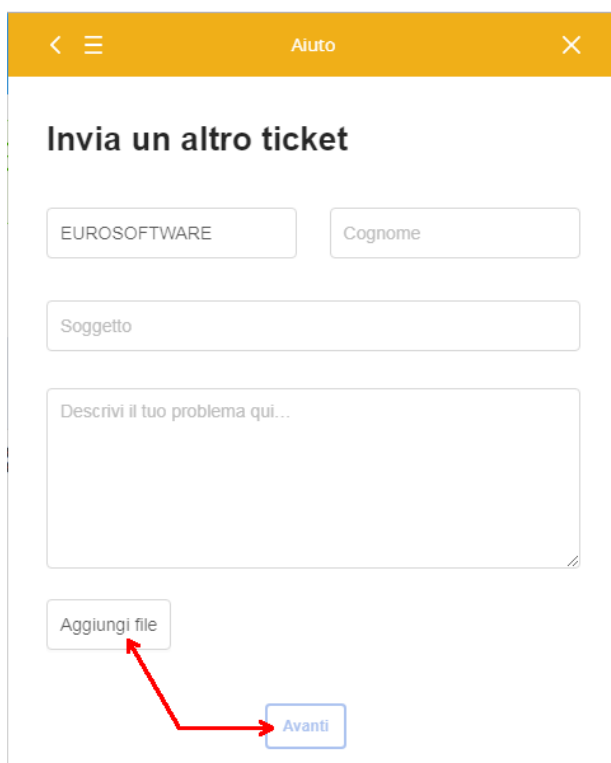 Aiuto
Invia un altro ticket
EUROSOFTWARE Cognome
Soggetto
Descrivi il tuo problema qui...
Aggiungi file
Avanti